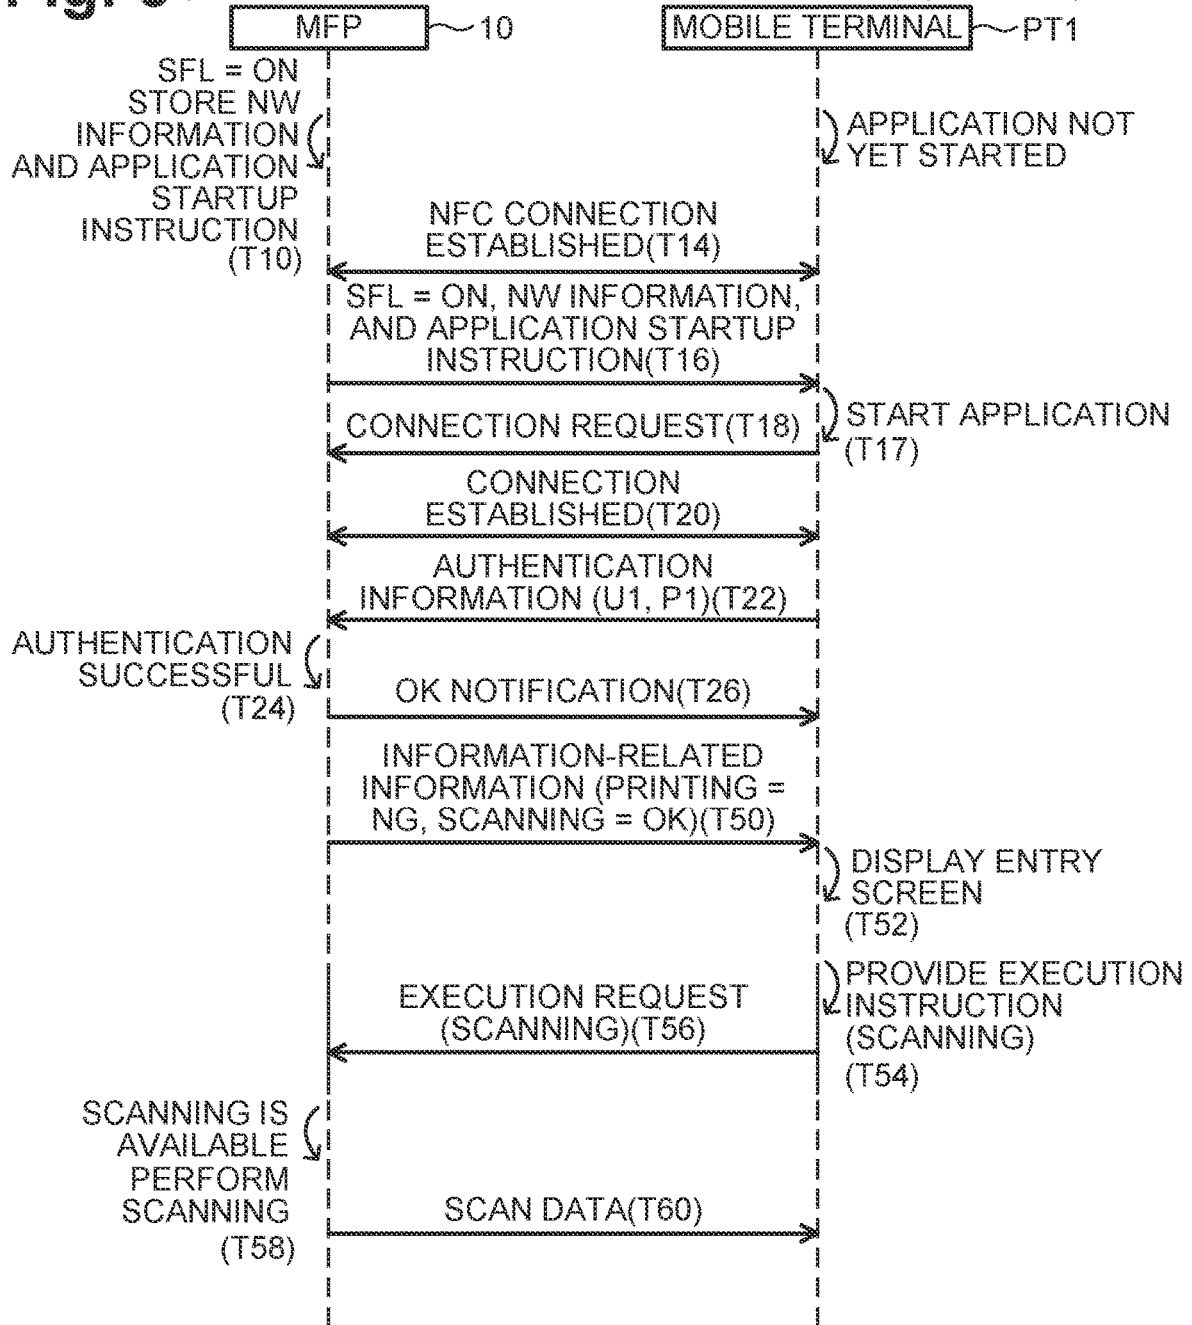 MFP
10
MOBILE TERMINAL
PT1
SFL = ON
STORE NW
INFORMATION
AND APPLICATION
STARTUP
INSTRUCTION
(T10)
APPLICATION NOT
YET STARTED
NFC CONNECTION
ESTABLISHED(T14)
SFL = ON, NW INFORMATION,
AND APPLICATION STARTUP
INSTRUCTION(T16)
START APPLICATION
(T17)
CONNECTION REQUEST(T18)
CONNECTION
ESTABLISHED(T20)
AUTHENTICATION
INFORMATION (U1, P1)(T22)
AUTHENTICATION
SUCCESSFUL
(T24)
OK NOTIFICATION(T26)
INFORMATION-RELATED
INFORMATION (PRINTING =
NG, SCANNING = OK)(T50)
DISPLAY ENTRY
SCREEN
(T52)
PROVIDE EXECUTION
INSTRUCTION
(SCANNING)
(T54)
EXECUTION REQUEST
(SCANNING)(T56)
SCANNING IS
AVAILABLE
PERFORM
SCANNING
(T58)
SCAN DATA(T60)